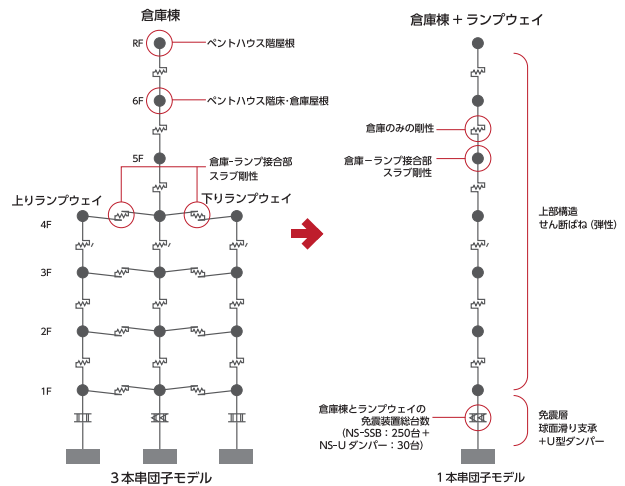 倉庫棟
RF
ペントハウス階屋根
6F
ペントハウス階床・倉庫屋根
5F
倉庫-ランプ接合部
スラブ剛性
上りランプウェイ
下りランプウェイ
4F
3F
2F
1F
3本串団子モデル
倉庫棟+ランプウェイ
倉庫のみの剛性
倉庫-ランプ接合部
スラブ剛性
上部構造
せん断ばね(弾性)
倉庫棟とランプウェイの
免震装置総台数
(NS-SSB:250台+
NS-Uダンパー:30台)
免震層
球面滑り支承
+U型ダンパー
1本串団子モデル